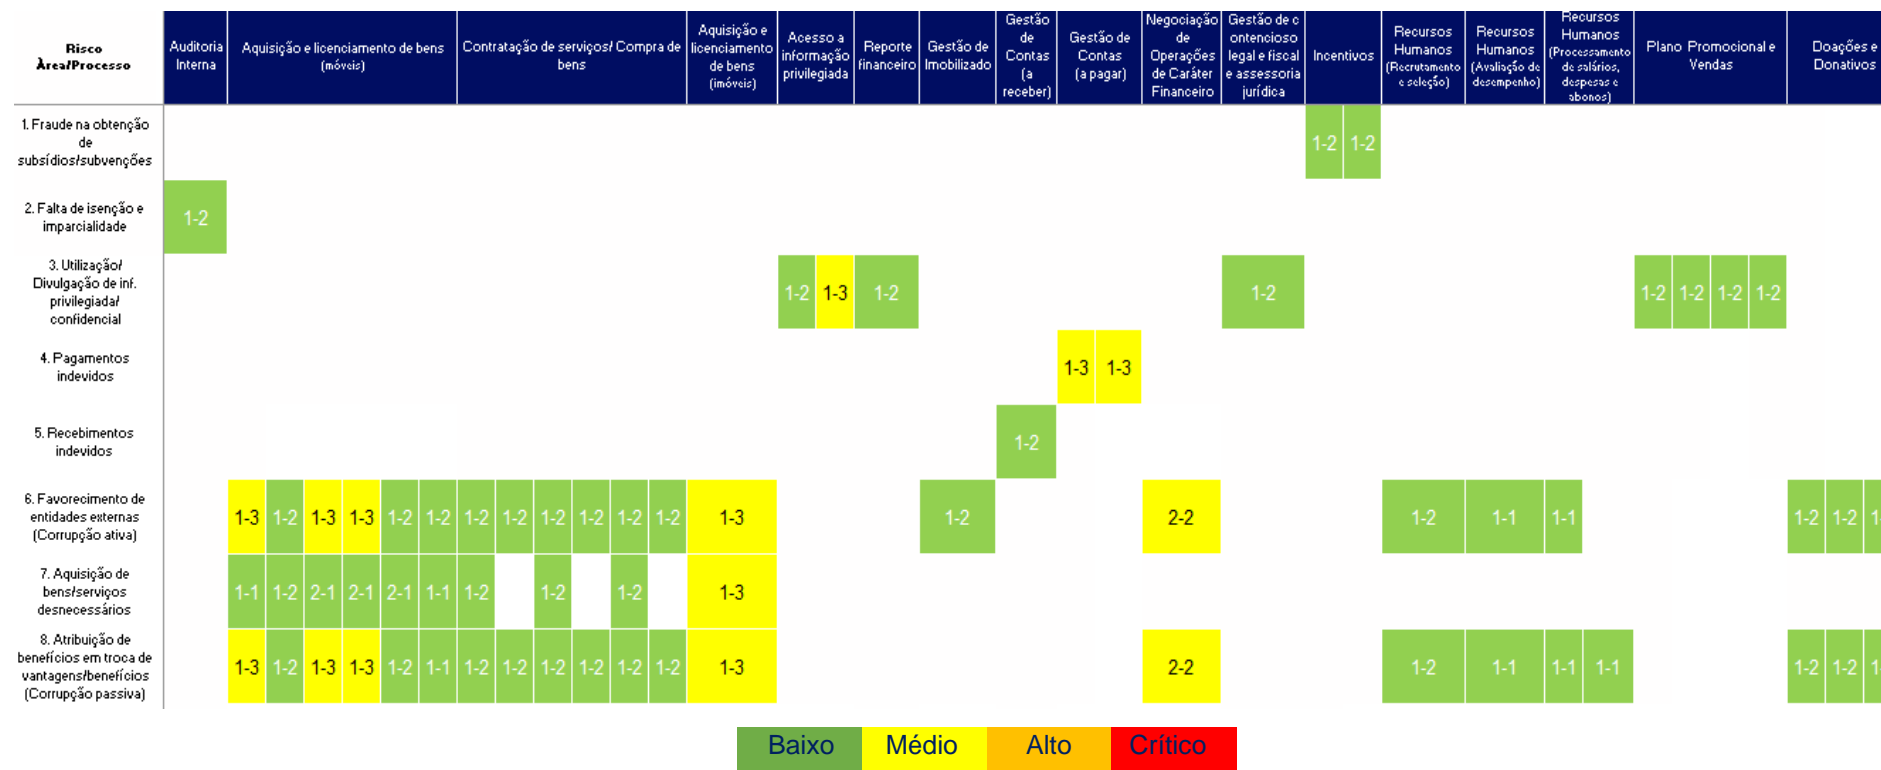 Risco
Área/Processo
Auditoria
Interna
Aquisição e licenciamento de bens
(móveis)
Contratação de serviços/ Compra de
bens
Aquisição e
licenciamento
de bens
(imóveis)
Acesso a
informação
privilegiada
Reporte
financeiro
Gestão de
Imobilizado
Gestão
de
Contas
(a
receber)
Gestão de
Contas
(a pagar)
Negociação
de
Operações
de Caráter
Financeiro
Gestão de c
ontencioso
legal e fiscal
e assessoria
jurídica
Incentivos
Recursos
Humanos
(Recrutamento
e seleção)
Recursos
Humanos
(Avaliação de
desempenho)
Recursos
Humanos
(Processamento
de salários,
despesas e
abonos)
Plano Promocional e
Vendas
Doações e
Donativos
1. Fraude na obtenção
de
subsídios/subvenções
1-2 1-2
2. Falta de isenção e
imparcialidade
1-2
3. Utilização/
Divulgação de inf.
privilegiada/
confidencial
1-2 1-3 1-2 1-2 1-2 1-2 1-2 1-2
4. Pagamentos
indevidos
1-3 1-3
5. Recebimentos
indevidos
1-2
6. Favorecimento de
entidades externas
(Corrupção ativa)
1-3 1-2 1-3 1-3 1-2 1-2 1-2 1-2 1-2 1-2 1-2 1-2 1-3 1-2 2-2 1-2 1-1 1-1 1-2 1-2 1-
7. Aquisição de
bens/serviços
desnecessários
1-1 1-2 2-1 2-1 2-1 1-1 1-2 1-2 1-2 1-3
8. Atribuição de
benefícios em troca de
vantagens/benefícios
(Corrupção passiva)
1-3 1-2 1-3 1-3 1-2 1-1 1-2 1-2 1-2 1-2 1-2 1-2 1-3 2-2 1-2 1-1 1-1 1-1 1-2 1-2 1-
Baixo Médio Alto Crítico